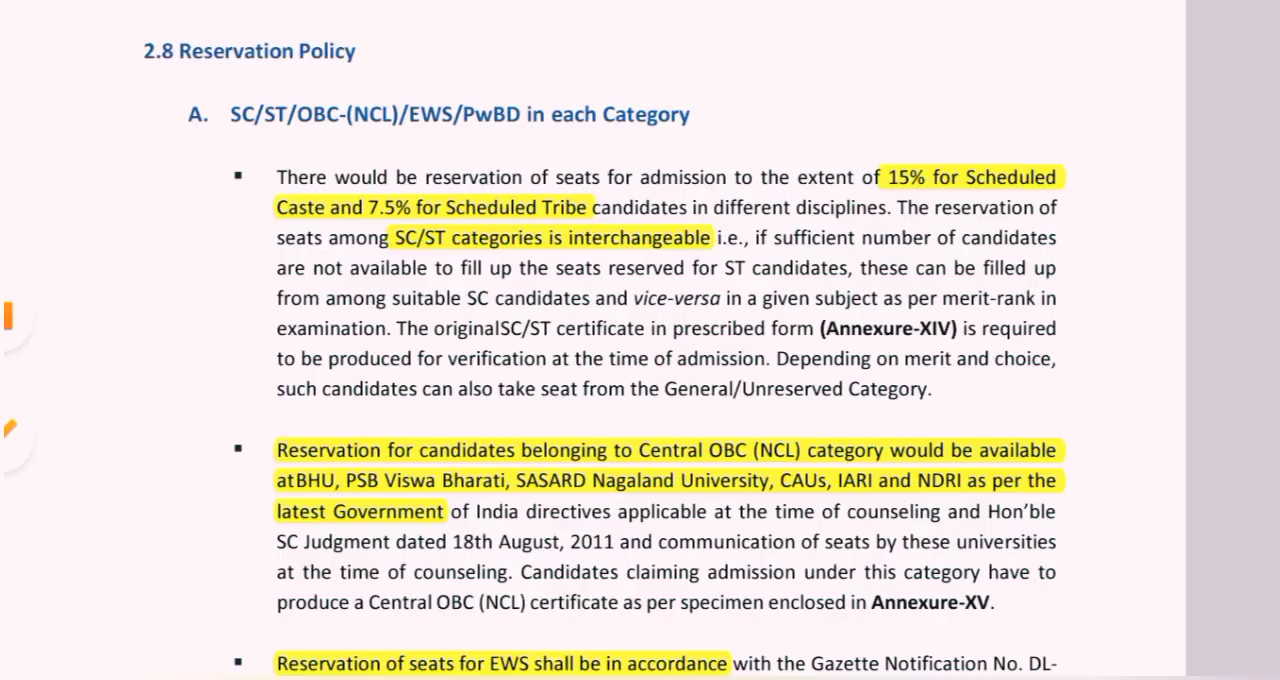 2.8 Reservation Policy
A. SC/ST/OBC-(NCL)/EWS/PwBD in each Category
▪ There would be reservation of seats for admission to the extent of 15% for Scheduled
Caste and 7.5% for Scheduled Tribe candidates in different disciplines. The reservation of
seats among SC/ST categories is interchangeable i.e., if sufficient number of candidates
are not available to fill up the seats reserved for ST candidates, these can be filled up
from among suitable SC candidates and vice-versa in a given subject as per merit-rank in
examination. The originalSC/ST certificate in prescribed form (Annexure-XIV) is required
to be produced for verification at the time of admission. Depending on merit and choice,
such candidates can also take seat from the General/Unreserved Category.
▪ Reservation for candidates belonging to Central OBC (NCL) category would be available
atBHU, PSB Viswa Bharati, SASARD Nagaland University, CAUs, IARI and NDRI as per the
latest Government of India directives applicable at the time of counseling and Hon'ble
SC Judgment dated 18th August, 2011 and communication of seats by these universities
at the time of counseling. Candidates claiming admission under this category have to
produce a Central OBC (NCL) certificate as per specimen enclosed in Annexure-XV.
▪ Reservation of seats for EWS shall be in accordance with the Gazette Notification No. DL-